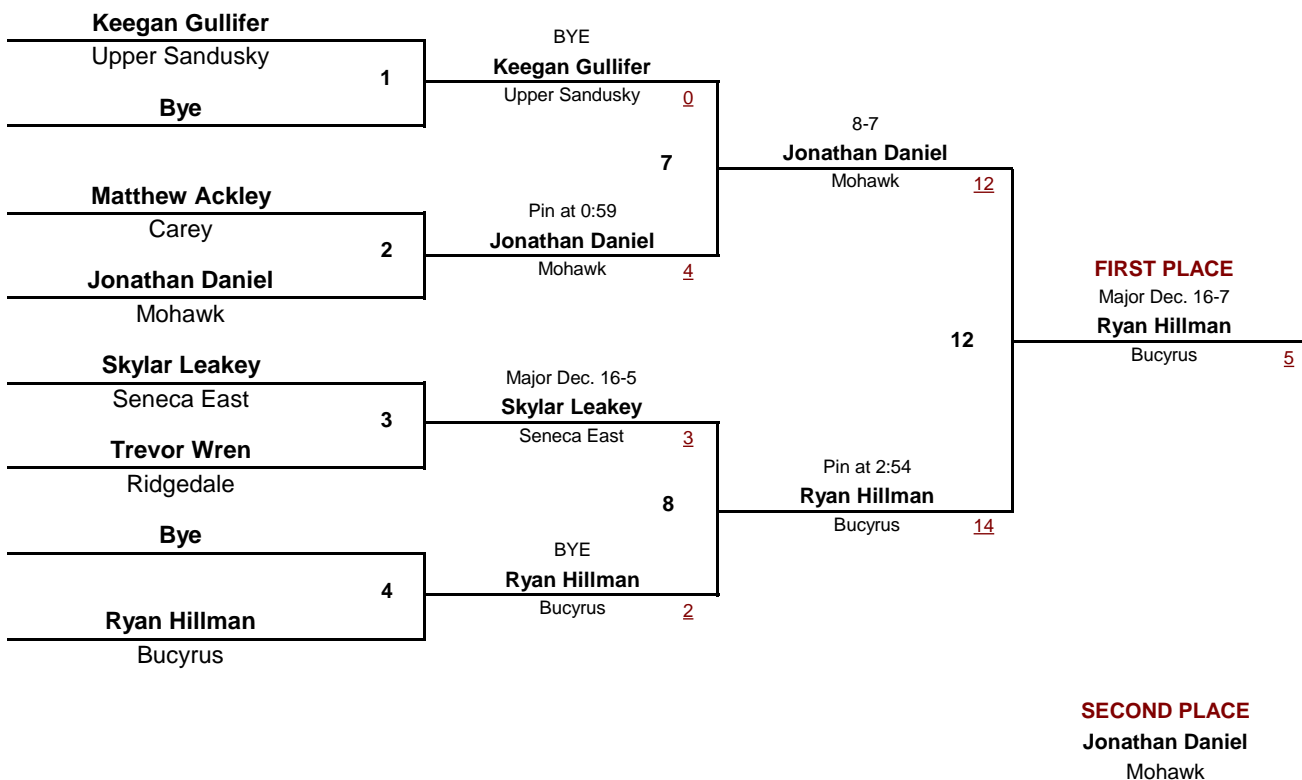 Keegan Gullifer
Upper Sandusky
1
Bye
Matthew Ackley
Carey
2
Jonathan Daniel
Mohawk
Skylar Leakey
Seneca East
3
Trevor Wren
Ridgedale
Bye
4
Ryan Hillman
Bucyrus
BYE
Keegan Gullifer
Upper Sandusky 0
7
Pin at 0:59
Jonathan Daniel
Mohawk 4
Major Dec. 16-5
Skylar Leakey
Seneca East 3
8
BYE
Ryan Hillman
Bucyrus 2
8-7
Jonathan Daniel
Mohawk 12
12
Pin at 2:54
Ryan Hillman
Bucyrus 14
FIRST PLACE
Major Dec. 16-7
Ryan Hillman
Bucyrus 5
SECOND PLACE
Jonathan Daniel
Mohawk